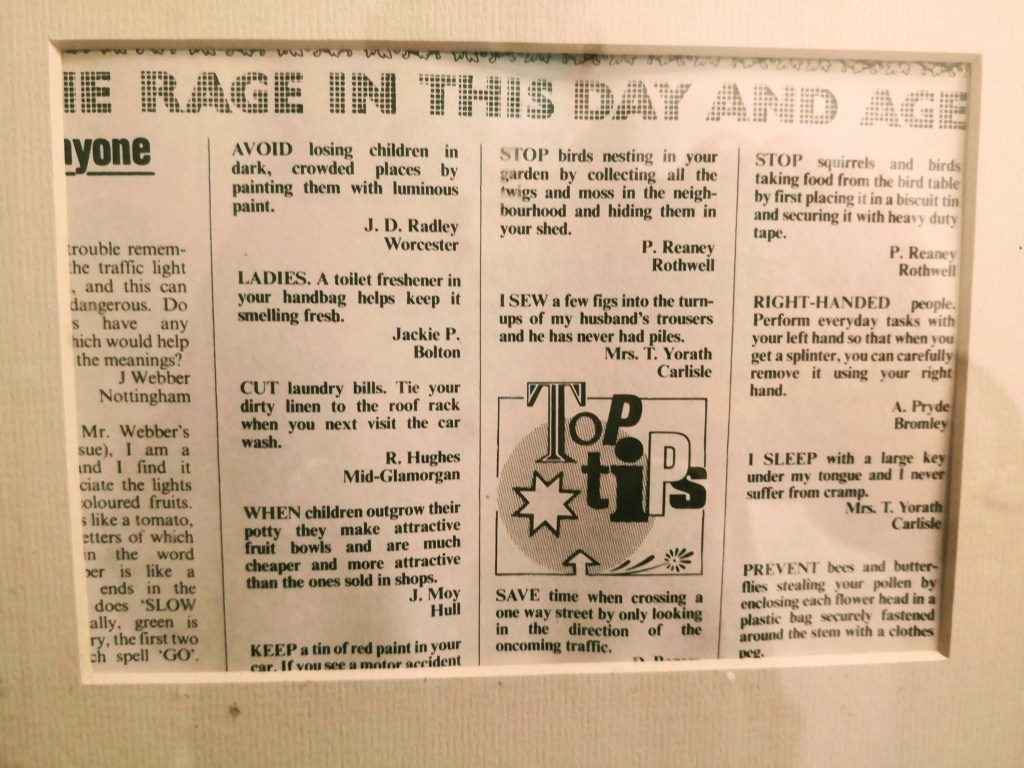 HE RAGE IN THIS DAY AND AGE
nyone
trouble remem-
he traffic light
, and this can
dangerous. Do
s have any
hich would help
the meanings?
J Webber
Nottingham
Mr. Webber's
sue), I am a
and I find it
ciate the lights
coloured fruits.
s like a tomato,
etters of which
in the word
per is like a
ends in the
does 'SLOW
ally, green is
ry, the first two
ch spell 'GO'.
AVOID losing children in
dark, crowded places by
painting them with luminous
paint.
J. D. Radley
Worcester
LADIES. A toilet freshener in
your handbag helps keep it
smelling fresh.
Jackie P.
Bolton
CUT laundry bills. Tie your
dirty linen to the roof rack
when you next visit the car
wash.
R. Hughes
Mid-Glamorgan
WHEN children outgrow their
potty they make attractive
fruit bowls and are much
cheaper and more attractive
than the ones sold in shops.
J. Moy
Hull
KEEP a tin of red paint in your
car. If you see a motor accident
STOP birds nesting in your
garden by collecting all the
twigs and moss in the neigh-
bourhood and hiding them in
your shed.
P. Reaney
Rothwell
I SEW a few figs into the turn-
ups of my husband's trousers
and he has never had piles.
Mrs. T. Yorath
Carlisle
Top
tips
SAVE time when crossing a
one way street by only looking
in the direction of the
oncoming traffic.
STOP squirrels and birds
taking food from the bird table
by first placing it in a biscuit tin
and securing it with heavy duty
tape.
P. Reaney
Rothwell
RIGHT-HANDED people.
Perform everyday tasks with
your left hand so that when you
get a splinter, you can carefully
remove it using your right
hand.
A. Pryde
Bromley
I SLEEP with a large key
under my tongue and I never
suffer from cramp.
Mrs. T. Yorath
Carlisle
PREVENT bees and butter-
flies stealing your pollen by
enclosing each flower head in a
plastic bag securely fastened
around the stem with a clothes
peg.